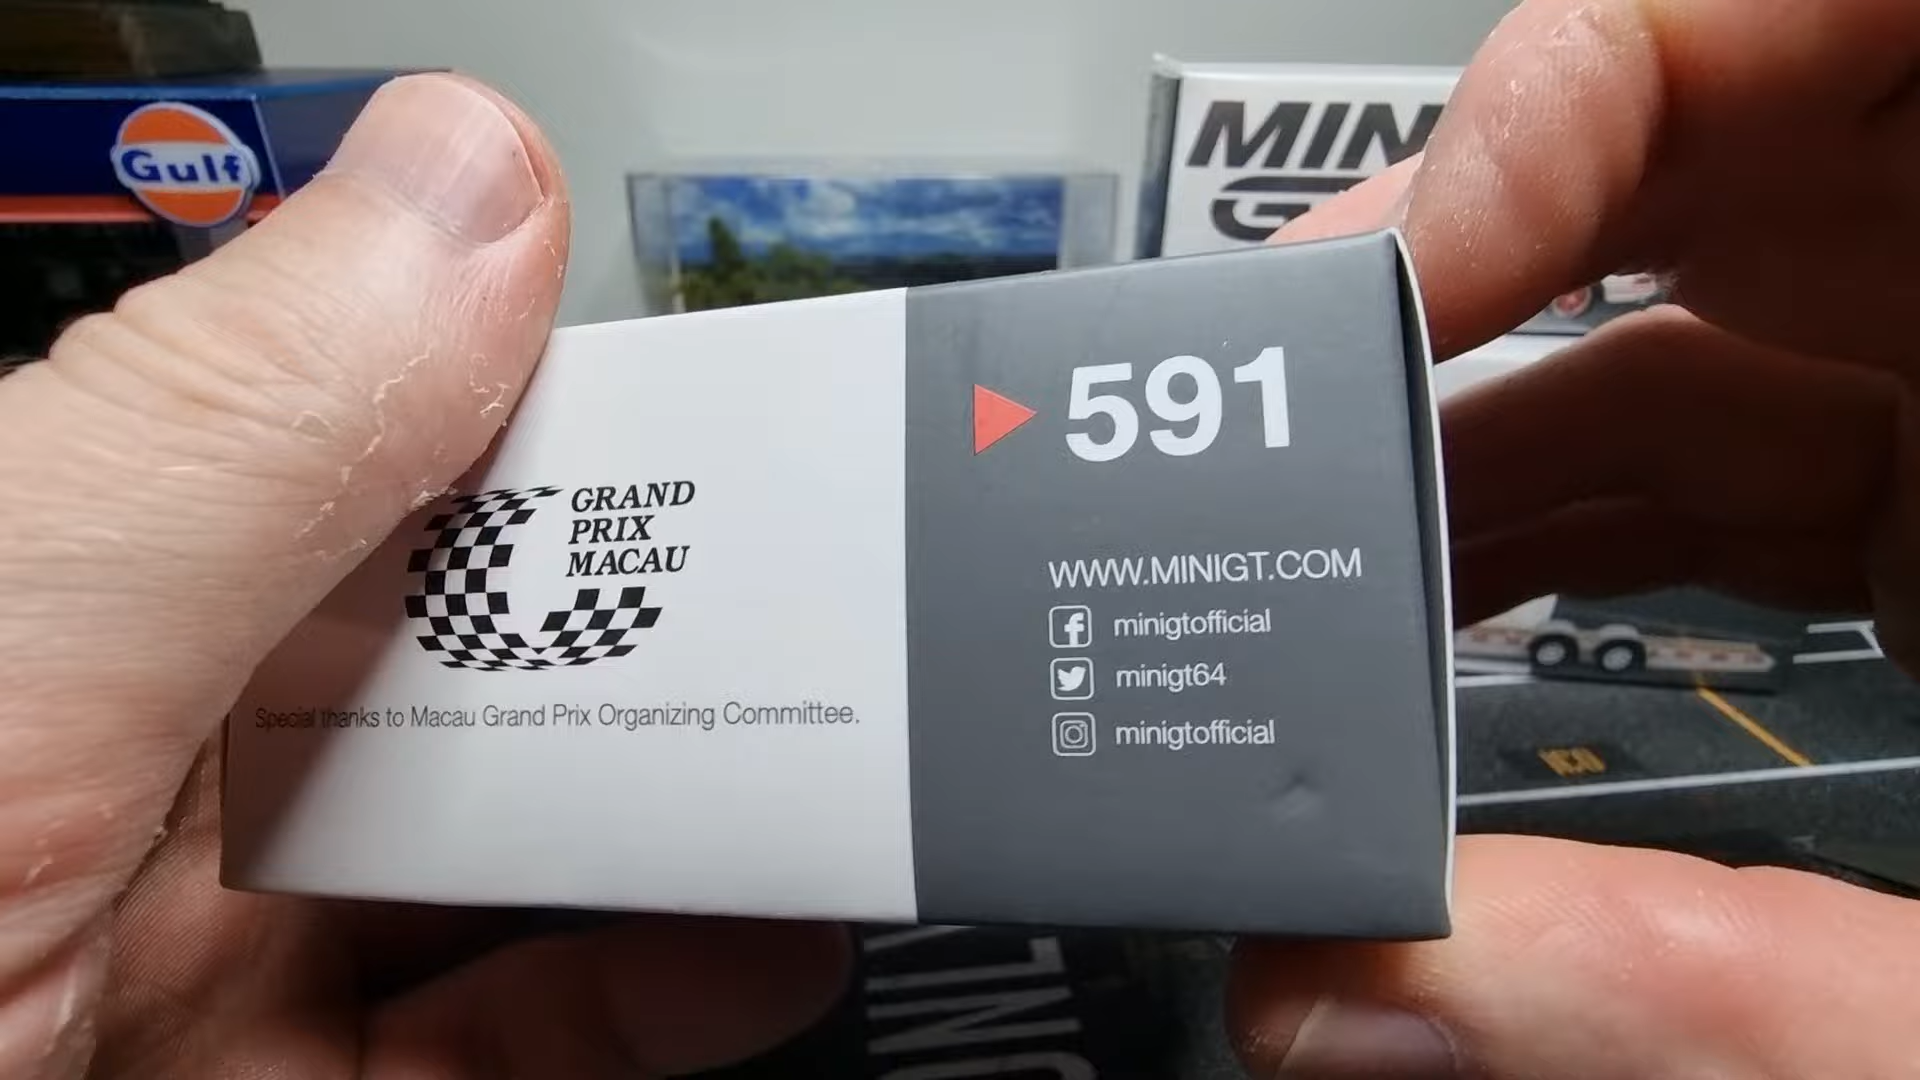 Gulf
MINI
G
591
GRAND
PRIX
MACAU
Special thanks to Macau Grand Prix Organizing Committee.
WWW.MINIGT.COM
minigtofficial
minigt64
minigtofficial